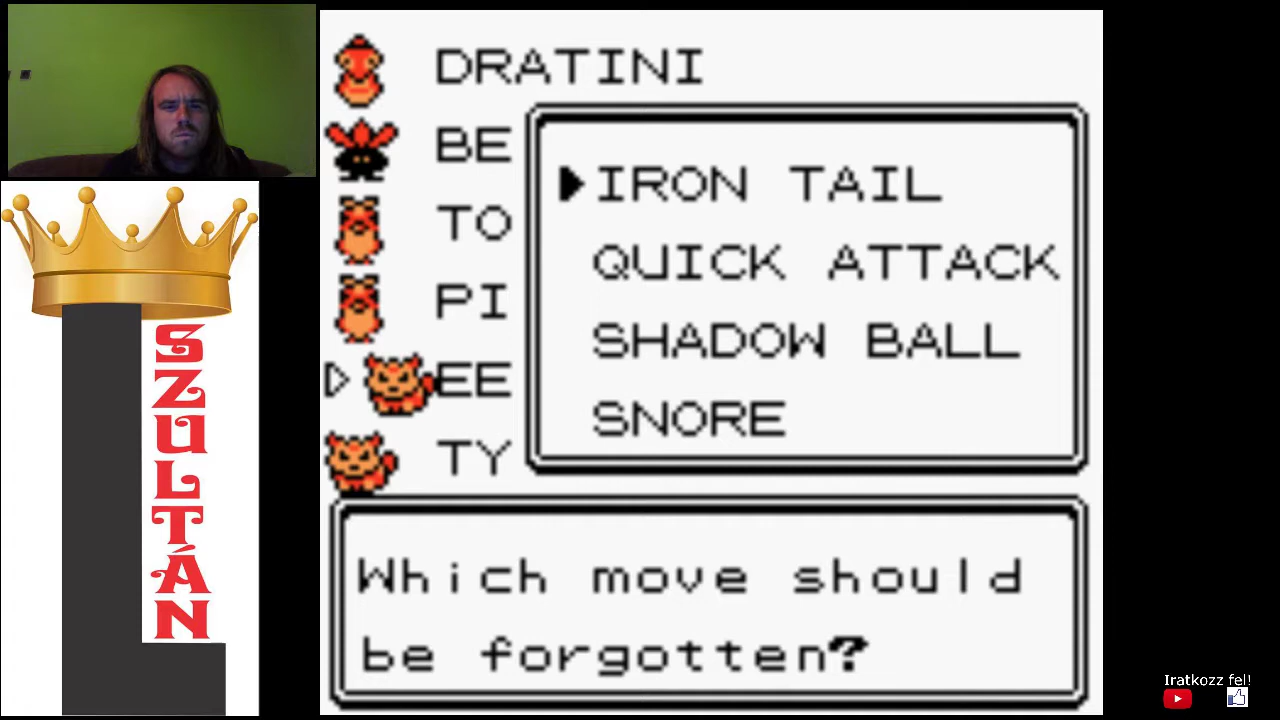 DRATINI
BE
TO
PI
EE
TY
IRON TAIL
QUICK ATTACK
SHADOW BALL
SNORE
Which move should
be forgotten?
L
SZULTÁN
Iratkozz fel!